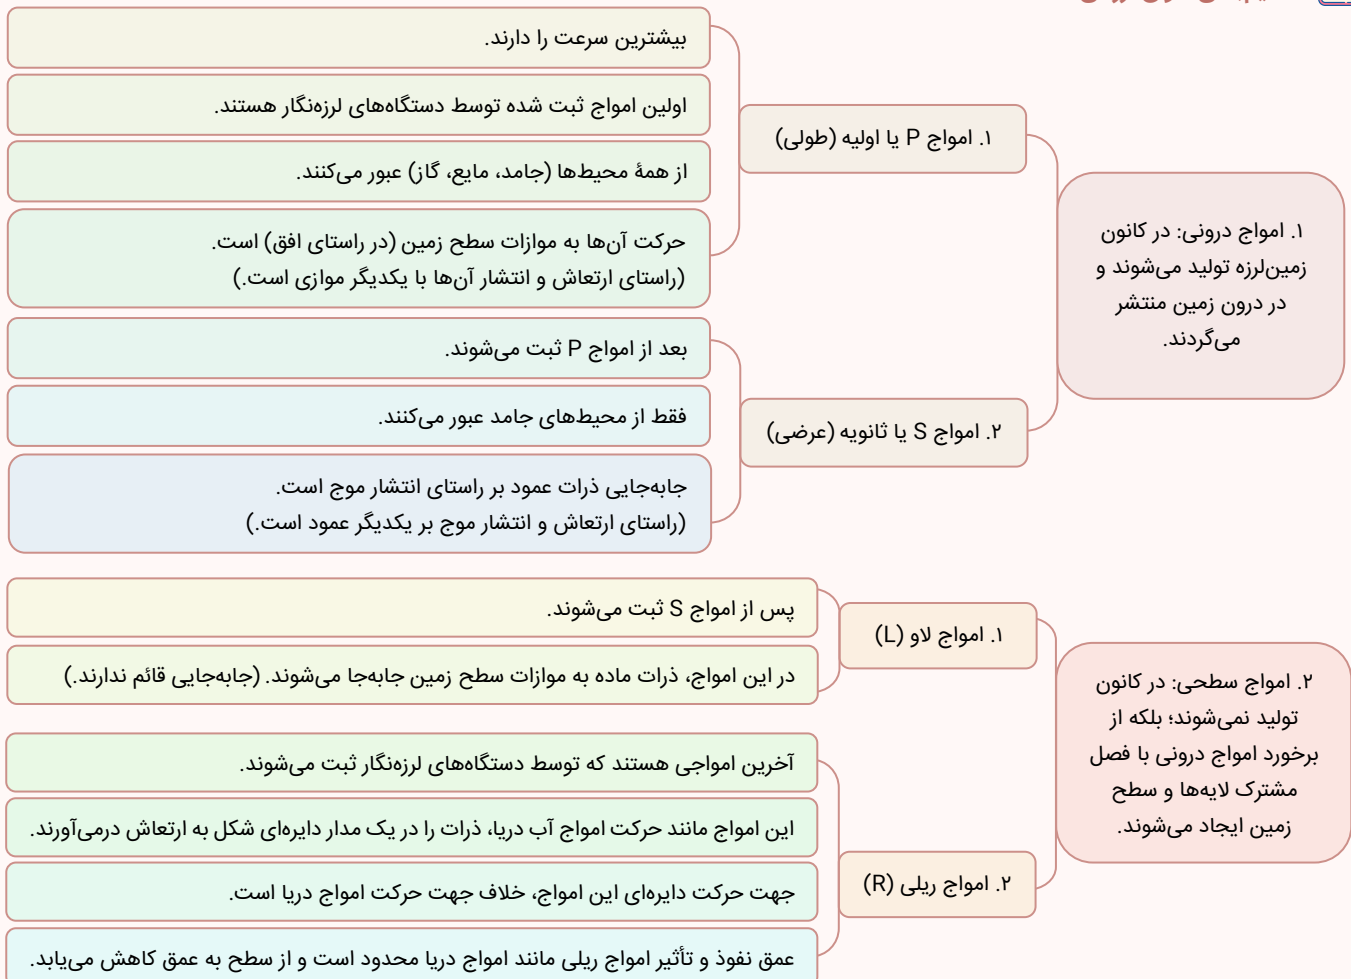 ۱. امواج درونی: در کانون
زمین‌لرزه تولید می‌شوند و
در درون زمین منتشر
می‌گردند.
۱. امواج P یا اولیه (طولی)
بیشترین سرعت را دارند.
اولین امواج ثبت شده توسط دستگاه‌های لرزه‌نگار هستند.
از همهٔ محیط‌ها (جامد، مایع، گاز) عبور می‌کنند.
حرکت آن‌ها به موازات سطح زمین (در راستای افق) است.
(راستای ارتعاش و انتشار آن‌ها با یکدیگر موازی است.)
۲. امواج S یا ثانویه (عرضی)
بعد از امواج P ثبت می‌شوند.
فقط از محیط‌های جامد عبور می‌کنند.
جابه‌جایی ذرات عمود بر راستای انتشار موج است.
(راستای ارتعاش و انتشار موج بر یکدیگر عمود است.)
۲. امواج سطحی: در کانون
تولید نمی‌شوند؛ بلکه از
برخورد امواج درونی با فصل
مشترک لایه‌ها و سطح
زمین ایجاد می‌شوند.
۱. امواج لاو (L)
پس از امواج S ثبت می‌شوند.
در این امواج، ذرات ماده به موازات سطح زمین جابه‌جا می‌شوند. (جابه‌جایی قائم ندارند.)
۲. امواج ریلی (R)
آخرین امواجی هستند که توسط دستگاه‌های لرزه‌نگار ثبت می‌شوند.
این امواج مانند حرکت امواج آب دریا، ذرات را در یک مدار دایره‌ای شکل به ارتعاش درمی‌آورند.
جهت حرکت دایره‌ای این امواج، خلاف جهت حرکت امواج دریا است.
عمق نفوذ و تأثیر امواج ریلی مانند امواج دریا محدود است و از سطح به عمق کاهش می‌یابد.